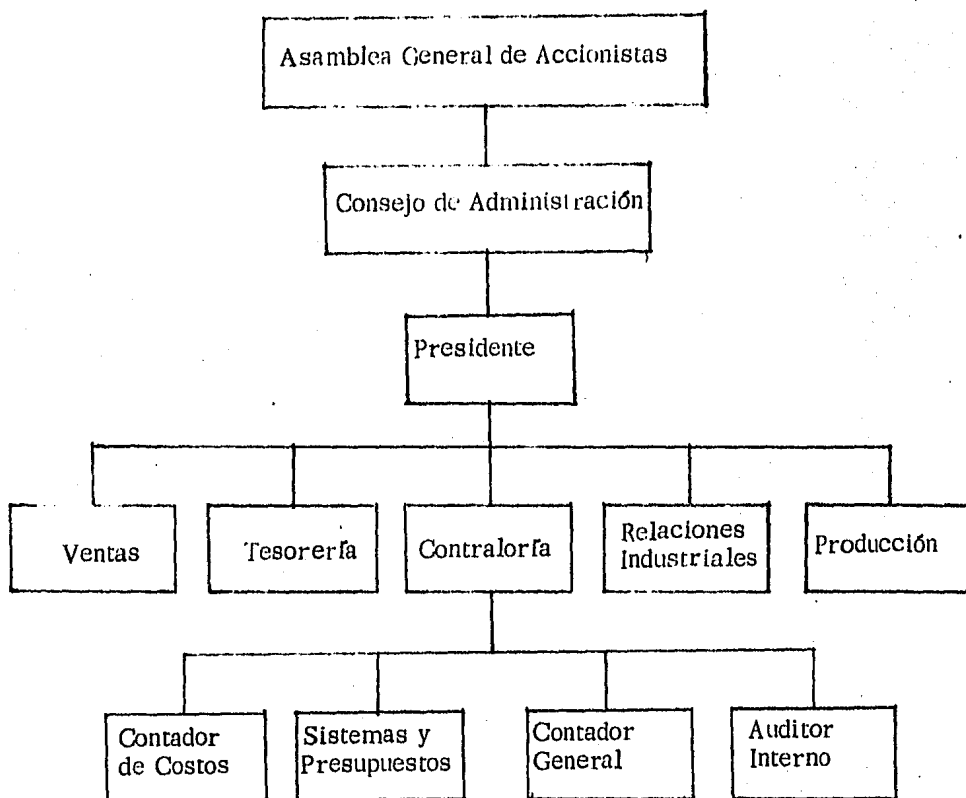 Asamblea General de Accionistas
Consejo de Administración
Presidente
Ventas
Tesorería
Contraloría
Relaciones
Industriales
Producción
Contador
de Costos
Sistemas y
Presupuestos
Contador
General
Auditor
Interno